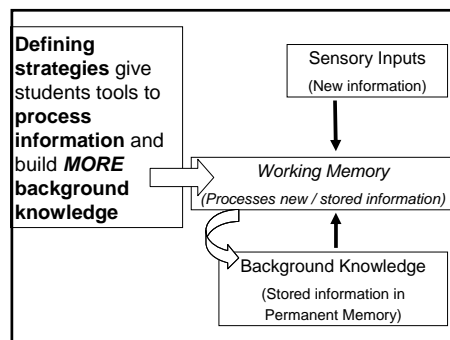 Defining
strategies give
students tools to
process
information and
build MORE
background
knowledge
Sensory Inputs
(New information)
Working Memory
(Processes new / stored information)
Background Knowledge
(Stored information in
Permanent Memory)